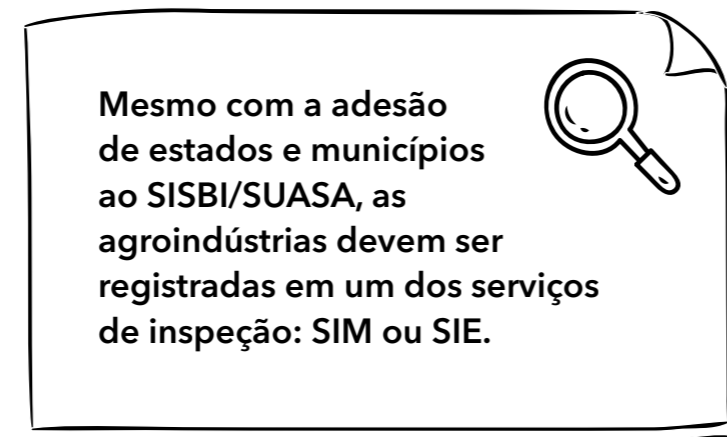 Mesmo com a adesão
de estados e municípios
ao SISBI/SUASA, as
agroindústrias devem ser
registradas em um dos serviços
de inspeção: SIM ou SIE.